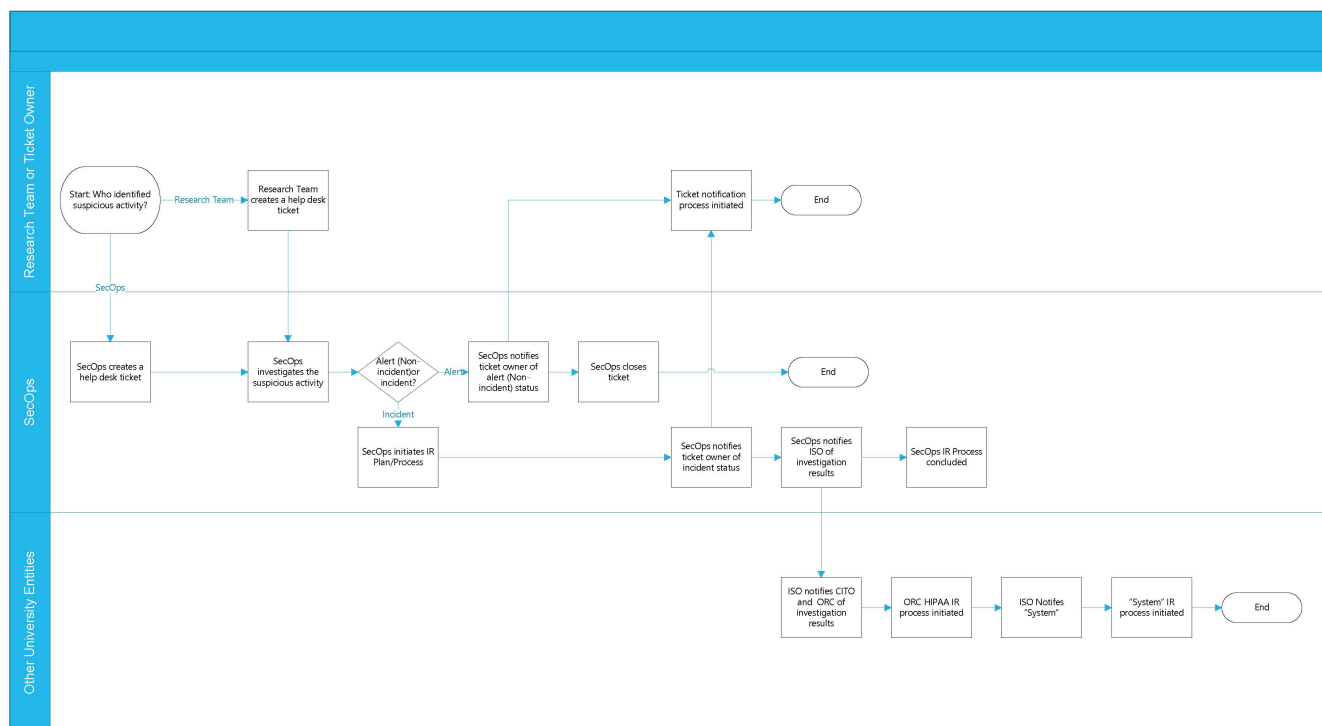 Research Team or Ticket Owner
Start: Who identified
suspicious activity?
Research Team
Research Team
creates a help desk
ticket
Ticket notification
process initiated
End
SecOps
SecOps
SecOps creates a
help desk ticket
SecOps
investigates the
suspicious activity
Alert (Non-
incident)or
incident?
Alert
SecOps notifies
ticket owner of
alert (Non-
incident) status
SecOps closes
ticket
End
Incident
SecOps initiates IR
Plan/Process
SecOps notifies
ticket owner of
incident status
SecOps notifies
ISO of
investigation
results
SecOps IR Process
concluded
Other University Entities
ISO notifies CITO
and ORC of
investigation
results
ORC HIPAA IR
process initiated
ISO Notifes
"System"
"System" IR
process initiated
End